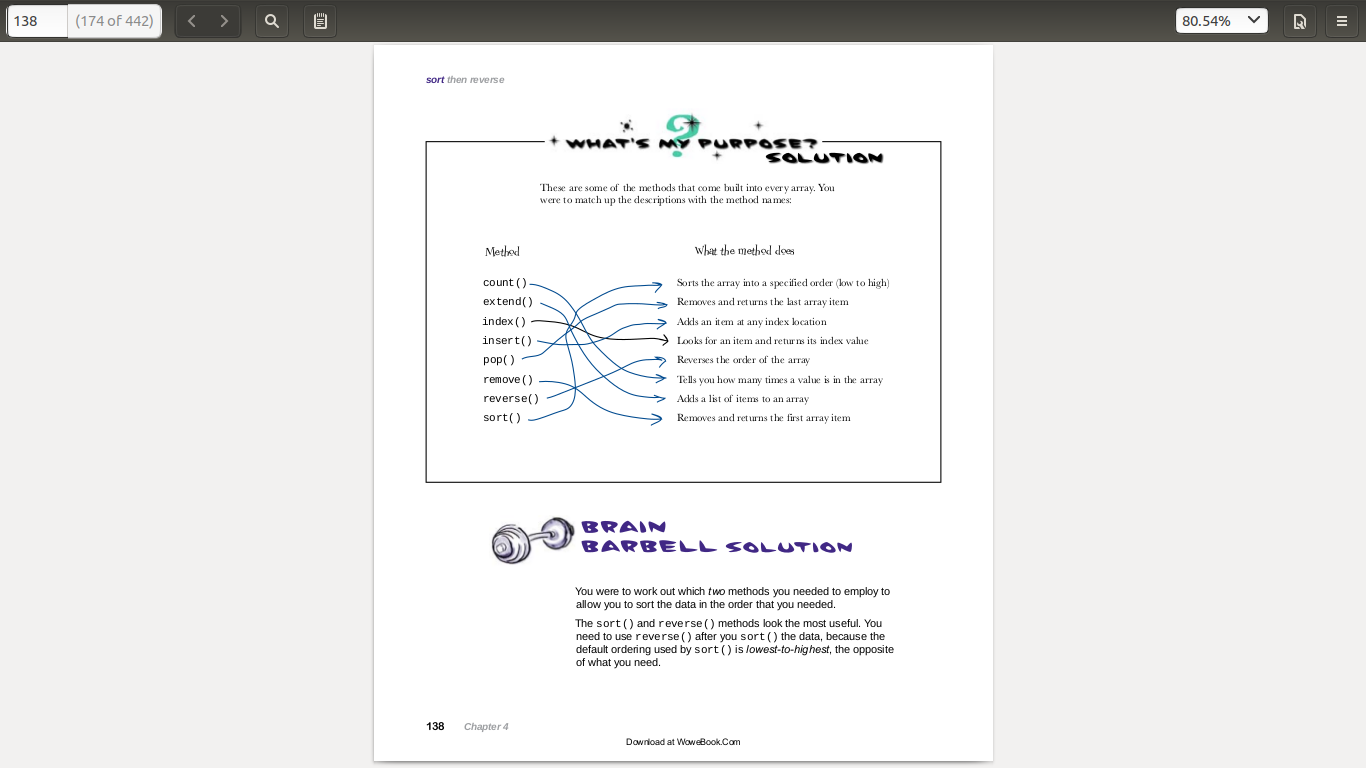 138 (174 of 442) 80.54%
sort then reverse
WHAT'S MY PURPOSE?
SOLUTION
These are some of the methods that come built into every array. You
were to match up the descriptions with the method names:
Method What the method does
count() Sorts the array into a specified order (low to high)
extend() Removes and returns the last array item
index() Adds an item at any index location
insert() Looks for an item and returns its index value
pop() Reverses the order of the array
remove() Tells you how many times a value is in the array
reverse() Adds a list of items to an array
sort() Removes and returns the first array item
BRAIN
BARBELL SOLUTION
You were to work out which two methods you needed to employ to
allow you to sort the data in the order that you needed.
The sort() and reverse() methods look the most useful. You
need to use reverse() after you sort() the data, because the
default ordering used by sort() is lowest-to-highest, the opposite
of what you need.
138 Chapter 4
Download at WoweBook.Com